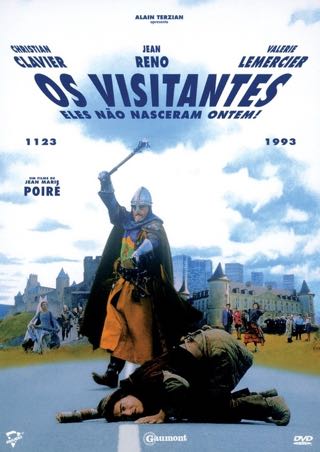 ALAIN TERZIAN
apresenta
CHRISTIAN
CLAVIER
JEAN
RENO
VALERIE
LEMERCIER
OS VISITANTES
ELES NÃO NASCERAM ONTEM!
1123
1993
UM FILME DE
JEAN MARIE
POIRÉ
Gaumont
DVD